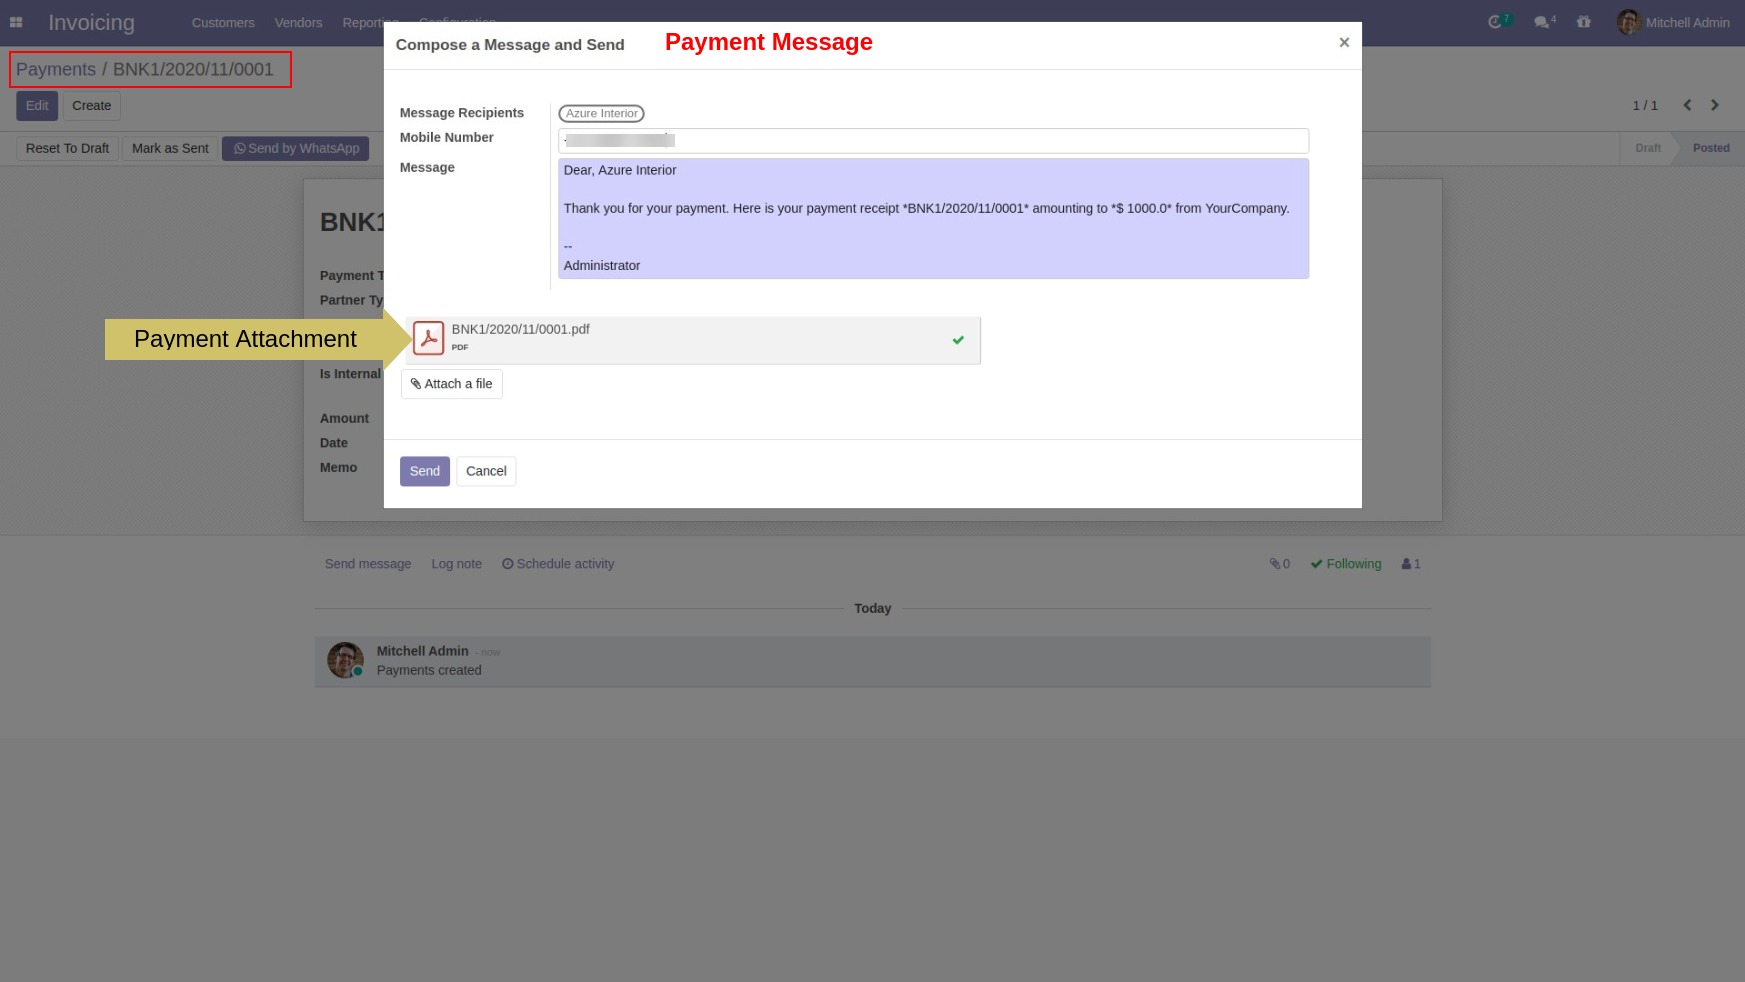 Invoicing Customers Vendors Reporting Configuration 7 4 Mitchell Admin
Payments / BNK1/2020/11/0001
Edit Create
1 / 1
Reset To Draft Mark as Sent Send by WhatsApp
Draft Posted
Compose a Message and Send Payment Message ×
Message Recipients Azure Interior
Mobile Number
Message
Dear, Azure Interior
Thank you for your payment. Here is your payment receipt *BNK1/2020/11/0001* amounting to *$ 1000.0* from YourCompany.
--
Administrator
BNK1
Payment T
Partner Ty
Payment Attachment
BNK1/2020/11/0001.pdf
PDF
Is Internal
Attach a file
Amount
Date
Memo
Send Cancel
Send message Log note Schedule activity 0 Following 1
Today
Mitchell Admin - now
Payments created